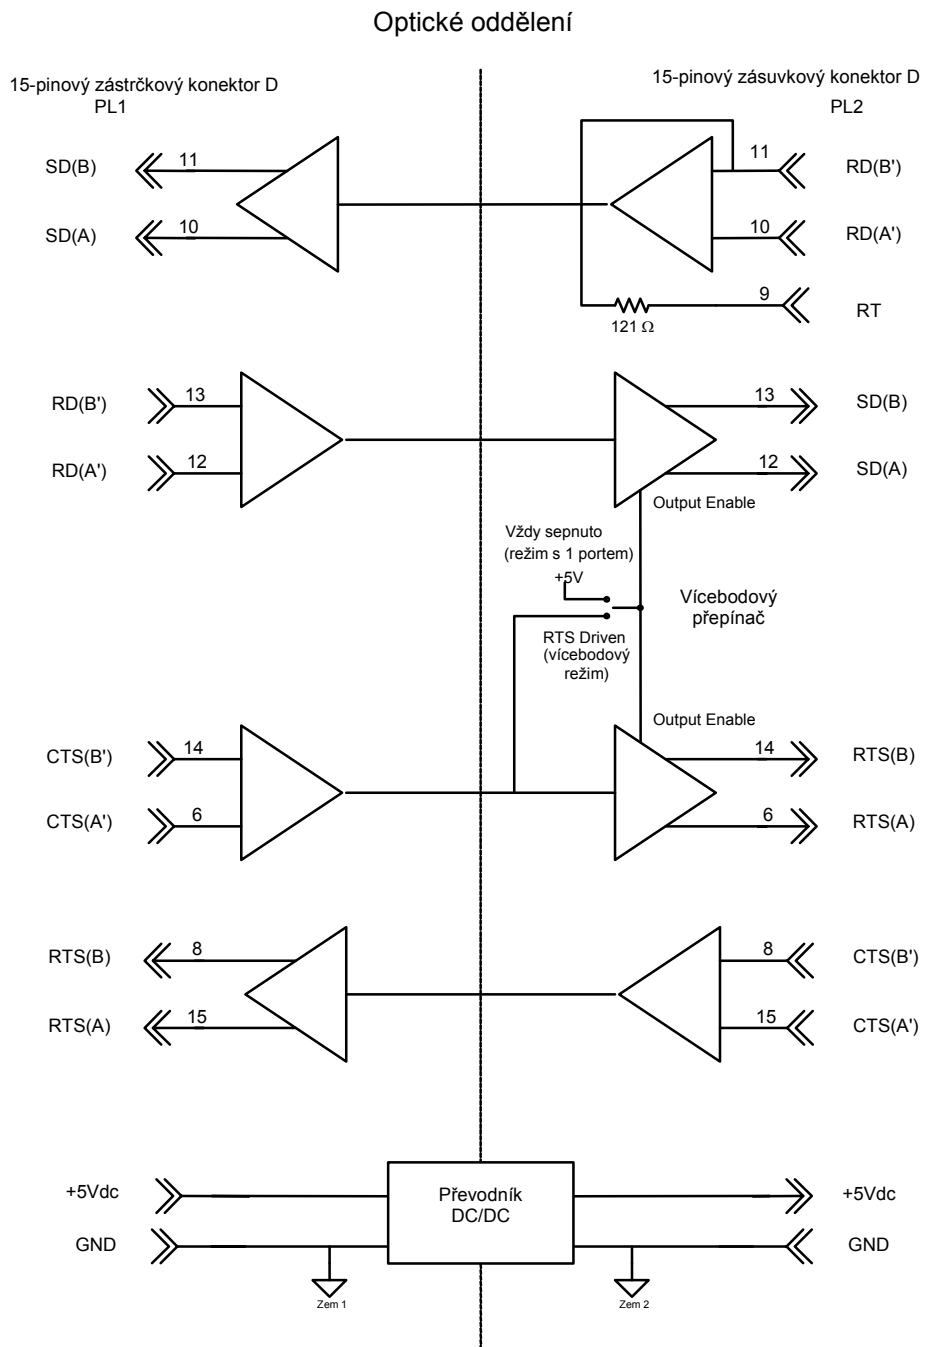 Optické oddělení
15-pinový zástrčkový konektor D
PL1
15-pinový zásuvkový konektor D
PL2
SD(B)
11
11
RD(B')
SD(A)
10
10
RD(A')
9
RT
121 Ω
RD(B')
13
13
SD(B)
RD(A')
12
12
SD(A)
Output Enable
Vždy sepnuto
(režim s 1 portem)
+5V
Vícebodový
přepínač
RTS Driven
(vícebodový
režim)
Output Enable
CTS(B')
14
14
RTS(B)
CTS(A')
6
6
RTS(A)
RTS(B)
8
8
CTS(B')
RTS(A)
15
15
CTS(A')
+5Vdc
Převodník
DC/DC
+5Vdc
GND
GND
Zem 1
Zem 2